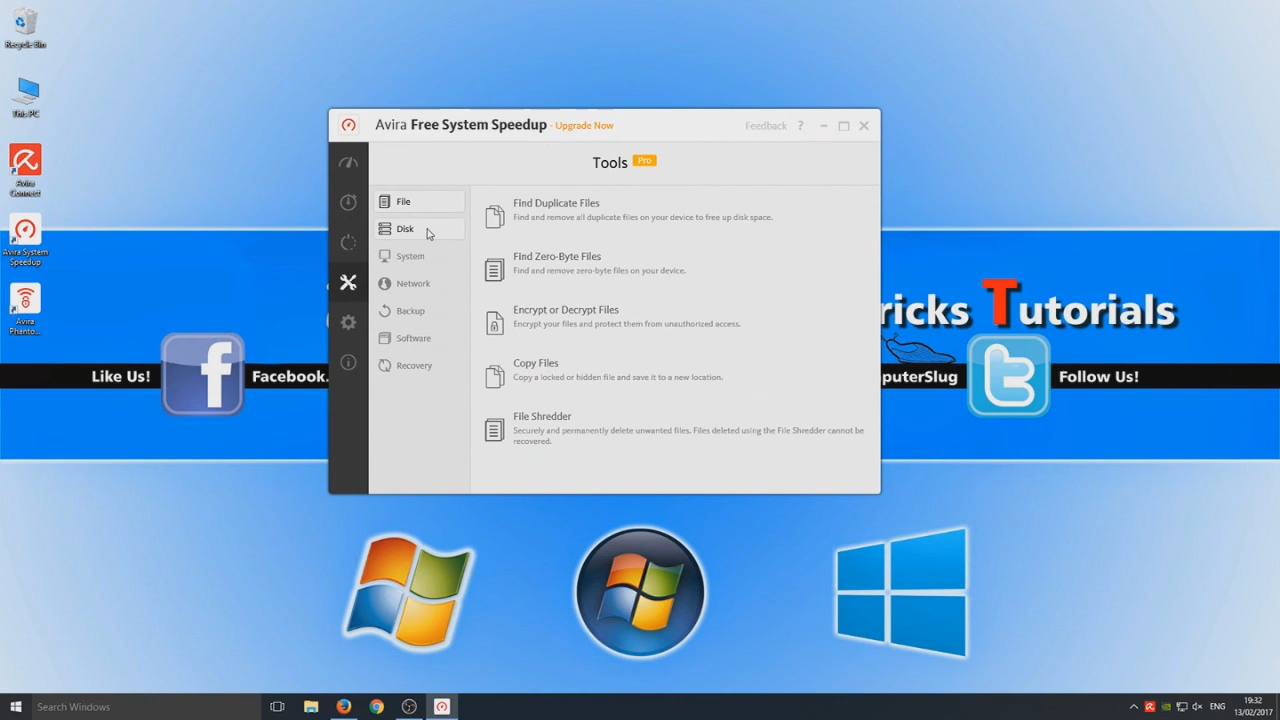 Recycle Bin
This PC
Avira
Connect
Avira System
Speedup
Avira
Phanto...
Avira Free System Speedup - Upgrade Now
Feedback ?
Tools Pro
File
Disk
System
Network
Backup
Software
Recovery
Find Duplicate Files
Find and remove all duplicate files on your device to free up disk space.
Find Zero-Byte Files
Find and remove zero-byte files on your device.
Encrypt or Decrypt Files
Encrypt your files and protect them from unauthorized access.
Copy Files
Copy a locked or hidden file and save it to a new location.
File Shredder
Securely and permanently delete unwanted files. Files deleted using the File Shredder cannot be
recovered.
ricks Tutorials
Like Us!
f
Facebook.
puterSlug
t
Follow Us!
Search Windows
ENG
19:32
13/02/2017